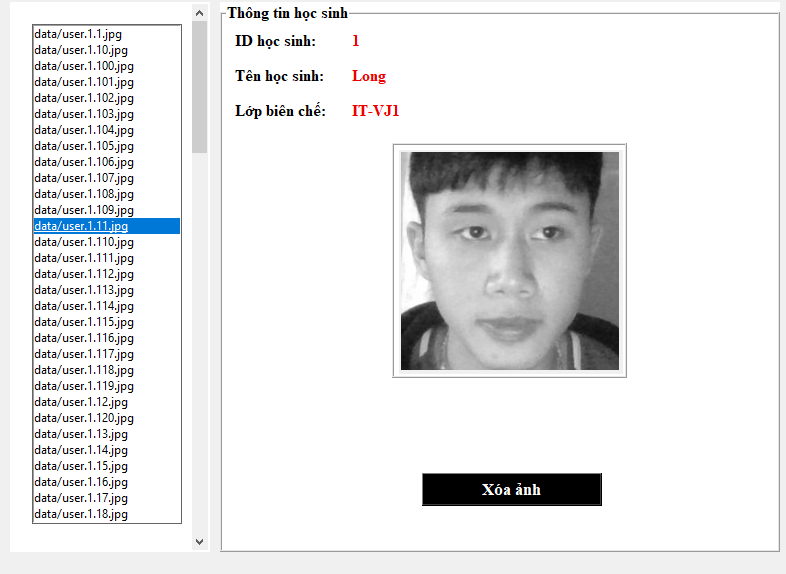 data/user.1.1.jpg
data/user.1.10.jpg
data/user.1.100.jpg
data/user.1.101.jpg
data/user.1.102.jpg
data/user.1.103.jpg
data/user.1.104.jpg
data/user.1.105.jpg
data/user.1.106.jpg
data/user.1.107.jpg
data/user.1.108.jpg
data/user.1.109.jpg
data/user.1.11.jpg
data/user.1.110.jpg
data/user.1.111.jpg
data/user.1.112.jpg
data/user.1.113.jpg
data/user.1.114.jpg
data/user.1.115.jpg
data/user.1.116.jpg
data/user.1.117.jpg
data/user.1.118.jpg
data/user.1.119.jpg
data/user.1.12.jpg
data/user.1.120.jpg
data/user.1.13.jpg
data/user.1.14.jpg
data/user.1.15.jpg
data/user.1.16.jpg
data/user.1.17.jpg
data/user.1.18.jpg
Thông tin học sinh
ID học sinh: 1
Tên học sinh: Long
Lớp biên chế: IT-VJ1
Xóa ảnh